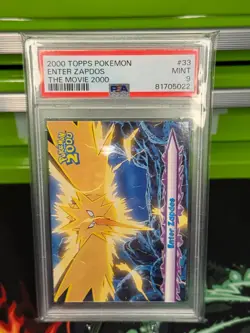 2000 TOPPS POKEMON #33
ENTER ZAPDOS MINT
THE MOVIE 2000 9
PSA 81705022
Enter Zapdos